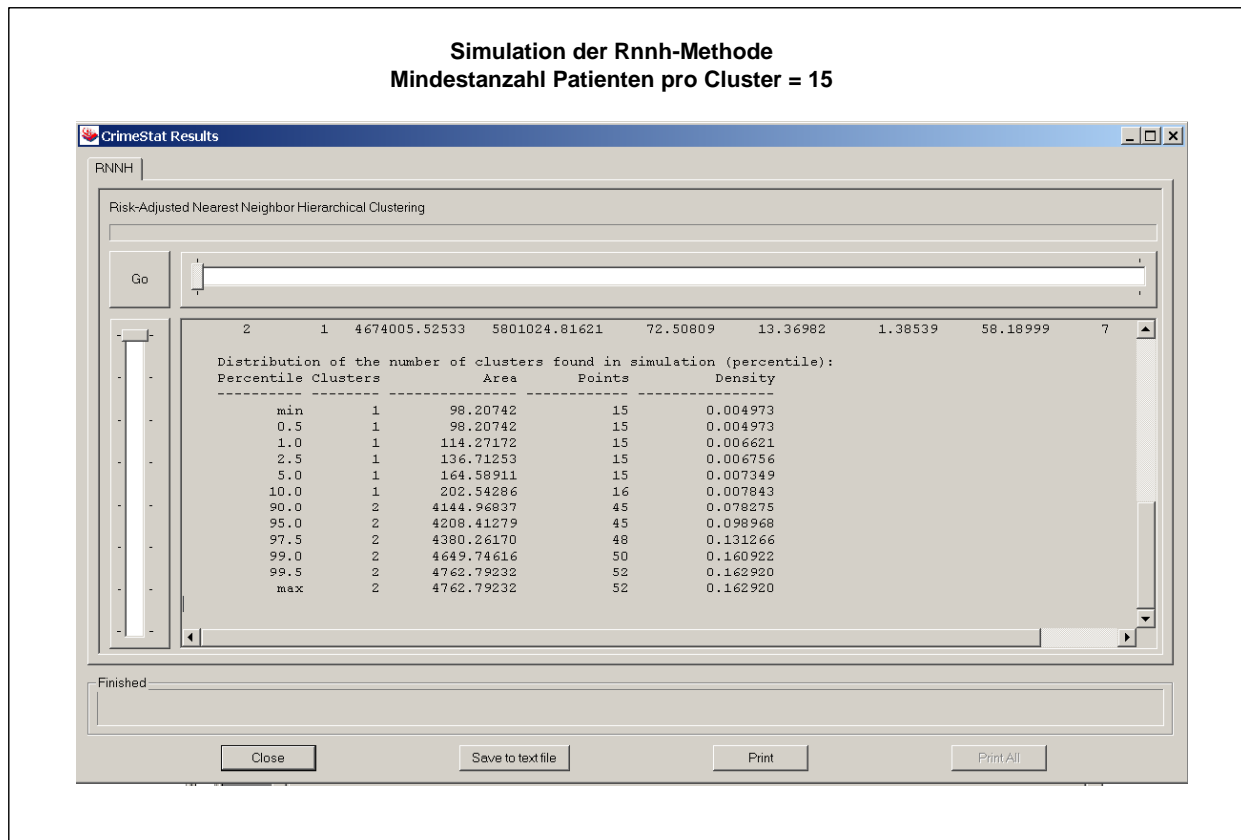 Simulation der Rnnh-Methode
Mindestanzahl Patienten pro Cluster = 15
CrimeStat Results
RNNH
Risk-Adjusted Nearest Neighbor Hierarchical Clustering
Go
2 1 4674005.52533 5801024.81621 72.50809 13.36982 1.38539 58.18999 7
Distribution of the number of clusters found in simulation (percentile):
Percentile Clusters Area Points Density
---------- -------- --------------- ------------ ----------------
min 1 98.20742 15 0.004973
0.5 1 98.20742 15 0.004973
1.0 1 114.27172 15 0.006621
2.5 1 136.71253 15 0.006756
5.0 1 164.58911 15 0.007349
10.0 1 202.54286 16 0.007843
90.0 2 4144.96837 45 0.078275
95.0 2 4208.41279 45 0.098968
97.5 2 4380.26170 48 0.131266
99.0 2 4649.74616 50 0.160922
99.5 2 4762.79232 52 0.162920
max 2 4762.79232 52 0.162920
Finished
Close Save to text file Print Print All